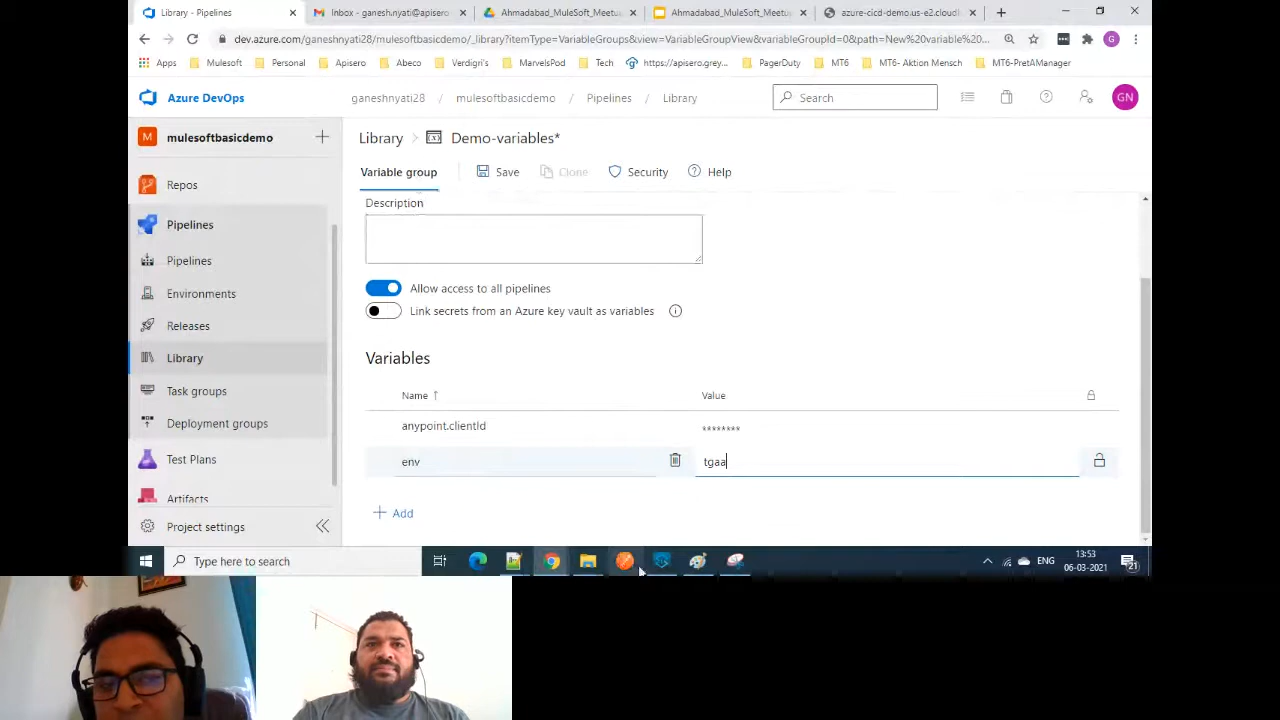 Library - Pipelines
Inbox - ganesh.nyati@apisero
Ahmedabad_MuleSoft_Meetu
Ahmadabad_MuleSoft_Meetu
azure-cicd-demo.us-e2.cloudh
dev.azure.com/ganeshnyati28/mulesoftbasicdemo/_library?itemType=VariableGroups&view=VariableGroupView&variableGroupId=0&path=New%20variable%20...
G
Apps
Mulesoft
Personal
Apisero
Abeco
Verdigri's
MarvelsPod
Tech
https://apisero.grey...
PagerDuty
MT6
MT6- Aktion Mensch
MT6-PretAManager
Azure DevOps
ganeshnyati28 / mulesoftbasicdemo / Pipelines / Library
Search
GN
M mulesoftbasicdemo
Library > Demo-variables*
Variable group
Save
Clone
Security
Help
Repos
Pipelines
Pipelines
Environments
Releases
Library
Task groups
Deployment groups
Test Plans
Artifacts
Project settings
Description
Allow access to all pipelines
Link secrets from an Azure key vault as variables
Variables
Name ↑ Value
anypoint.clientId ********
env tgaa
+ Add
Type here to search
ENG
13:53
06-03-2021
21